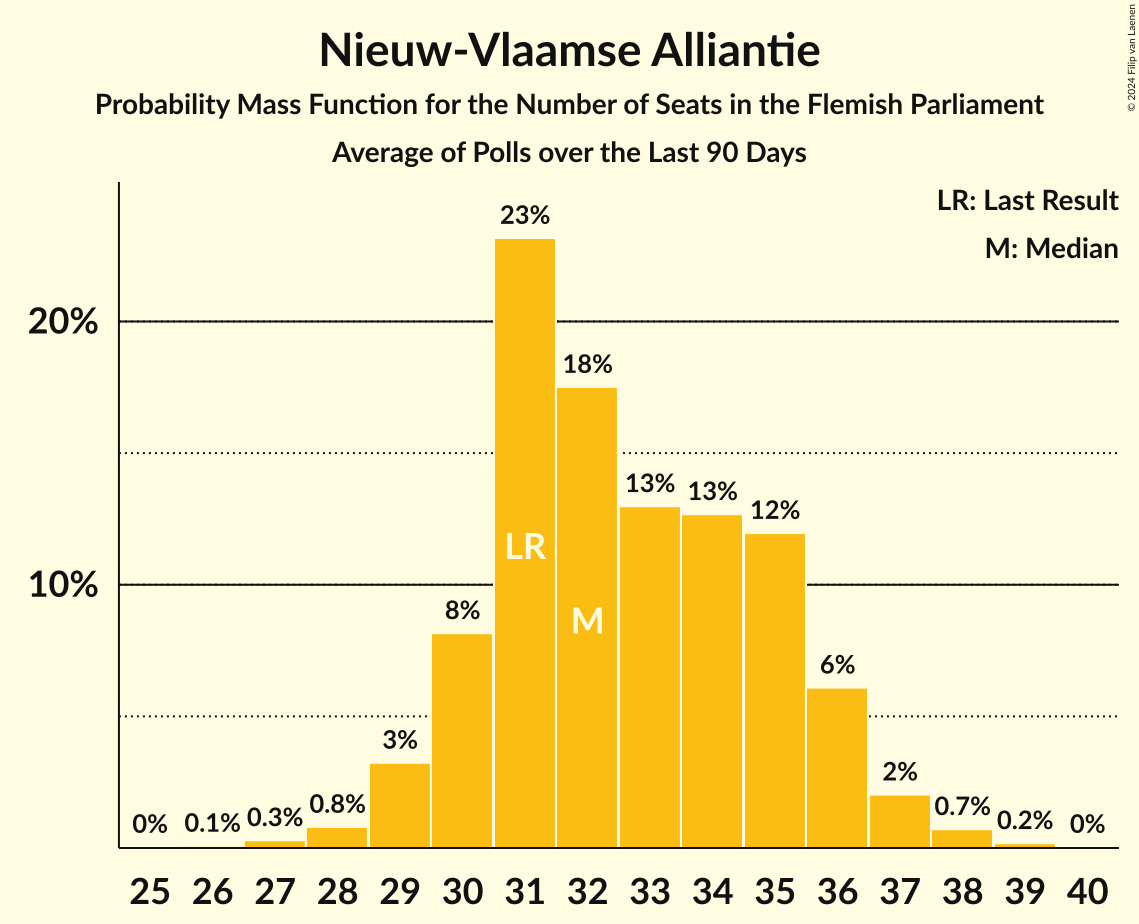 Nieuw-Vlaamse Alliantie
Probability Mass Function for the Number of Seats in the Flemish Parliament
Average of Polls over the Last 90 Days
© 2024 Filip van Laenen
LR: Last Result
M: Median
20%
10%
0% 0.1% 0.3% 0.8% 3% 8% 23% 18% 13% 13% 12% 6% 2% 0.7% 0.2% 0%
LR
M
25 26 27 28 29 30 31 32 33 34 35 36 37 38 39 40